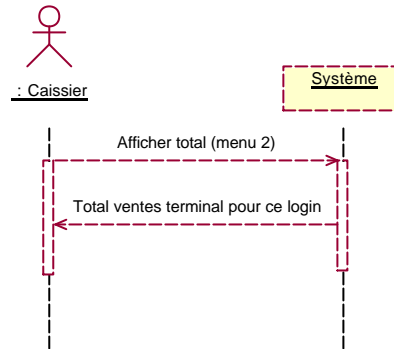 : Caissier
Système
Afficher total (menu 2)
Total ventes terminal pour ce login